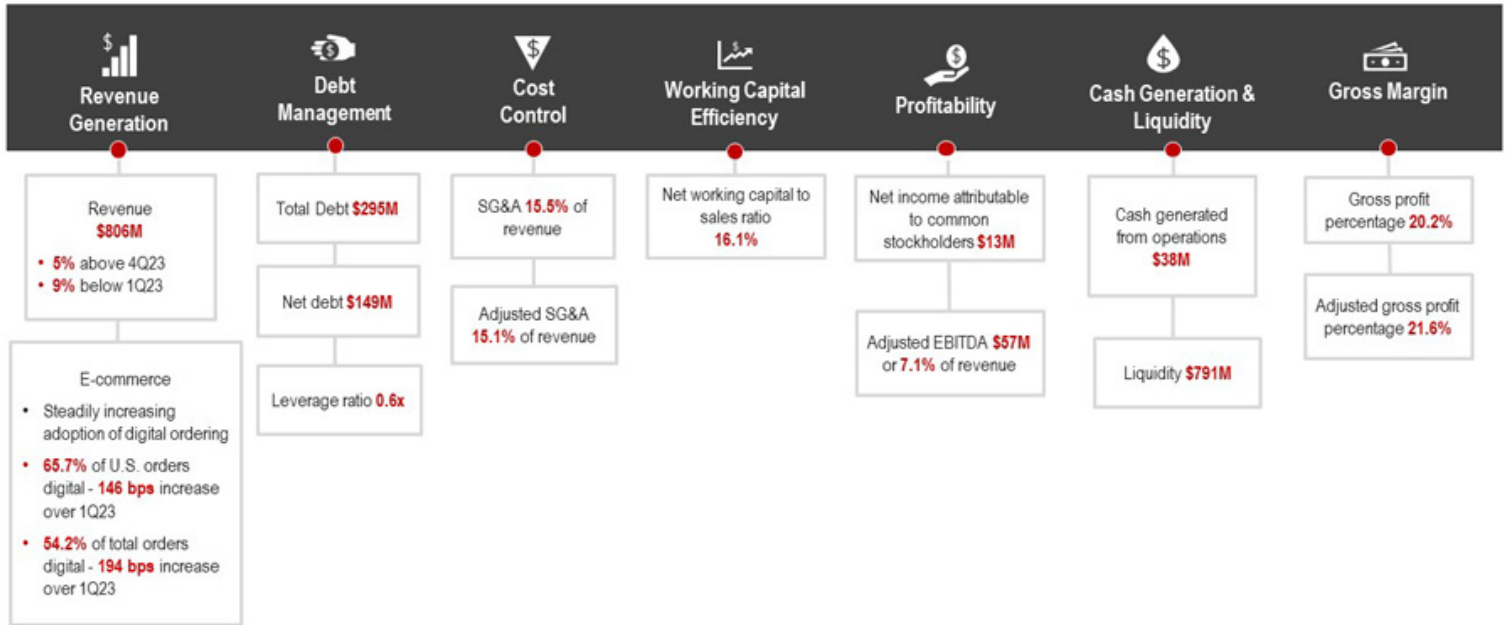 Revenue
Generation
Debt
Management
Cost
Control
Working Capital
Efficiency
Profitability
Cash Generation &
Liquidity
Gross Margin
Revenue
$806M
• 5% above 4Q23
• 9% below 1Q23
E-commerce
• Steadily increasing
adoption of digital ordering
• 65.7% of U.S. orders
digital - 146 bps increase
over 1Q23
• 54.2% of total orders
digital - 194 bps increase
over 1Q23
Total Debt $295M
Net debt $149M
Leverage ratio 0.6x
SG&A 15.5% of
revenue
Adjusted SG&A
15.1% of revenue
Net working capital to
sales ratio
16.1%
Net income attributable
to common
stockholders $13M
Adjusted EBITDA $57M
or 7.1% of revenue
Cash generated
from operations
$38M
Liquidity $791M
Gross profit
percentage 20.2%
Adjusted gross profit
percentage 21.6%